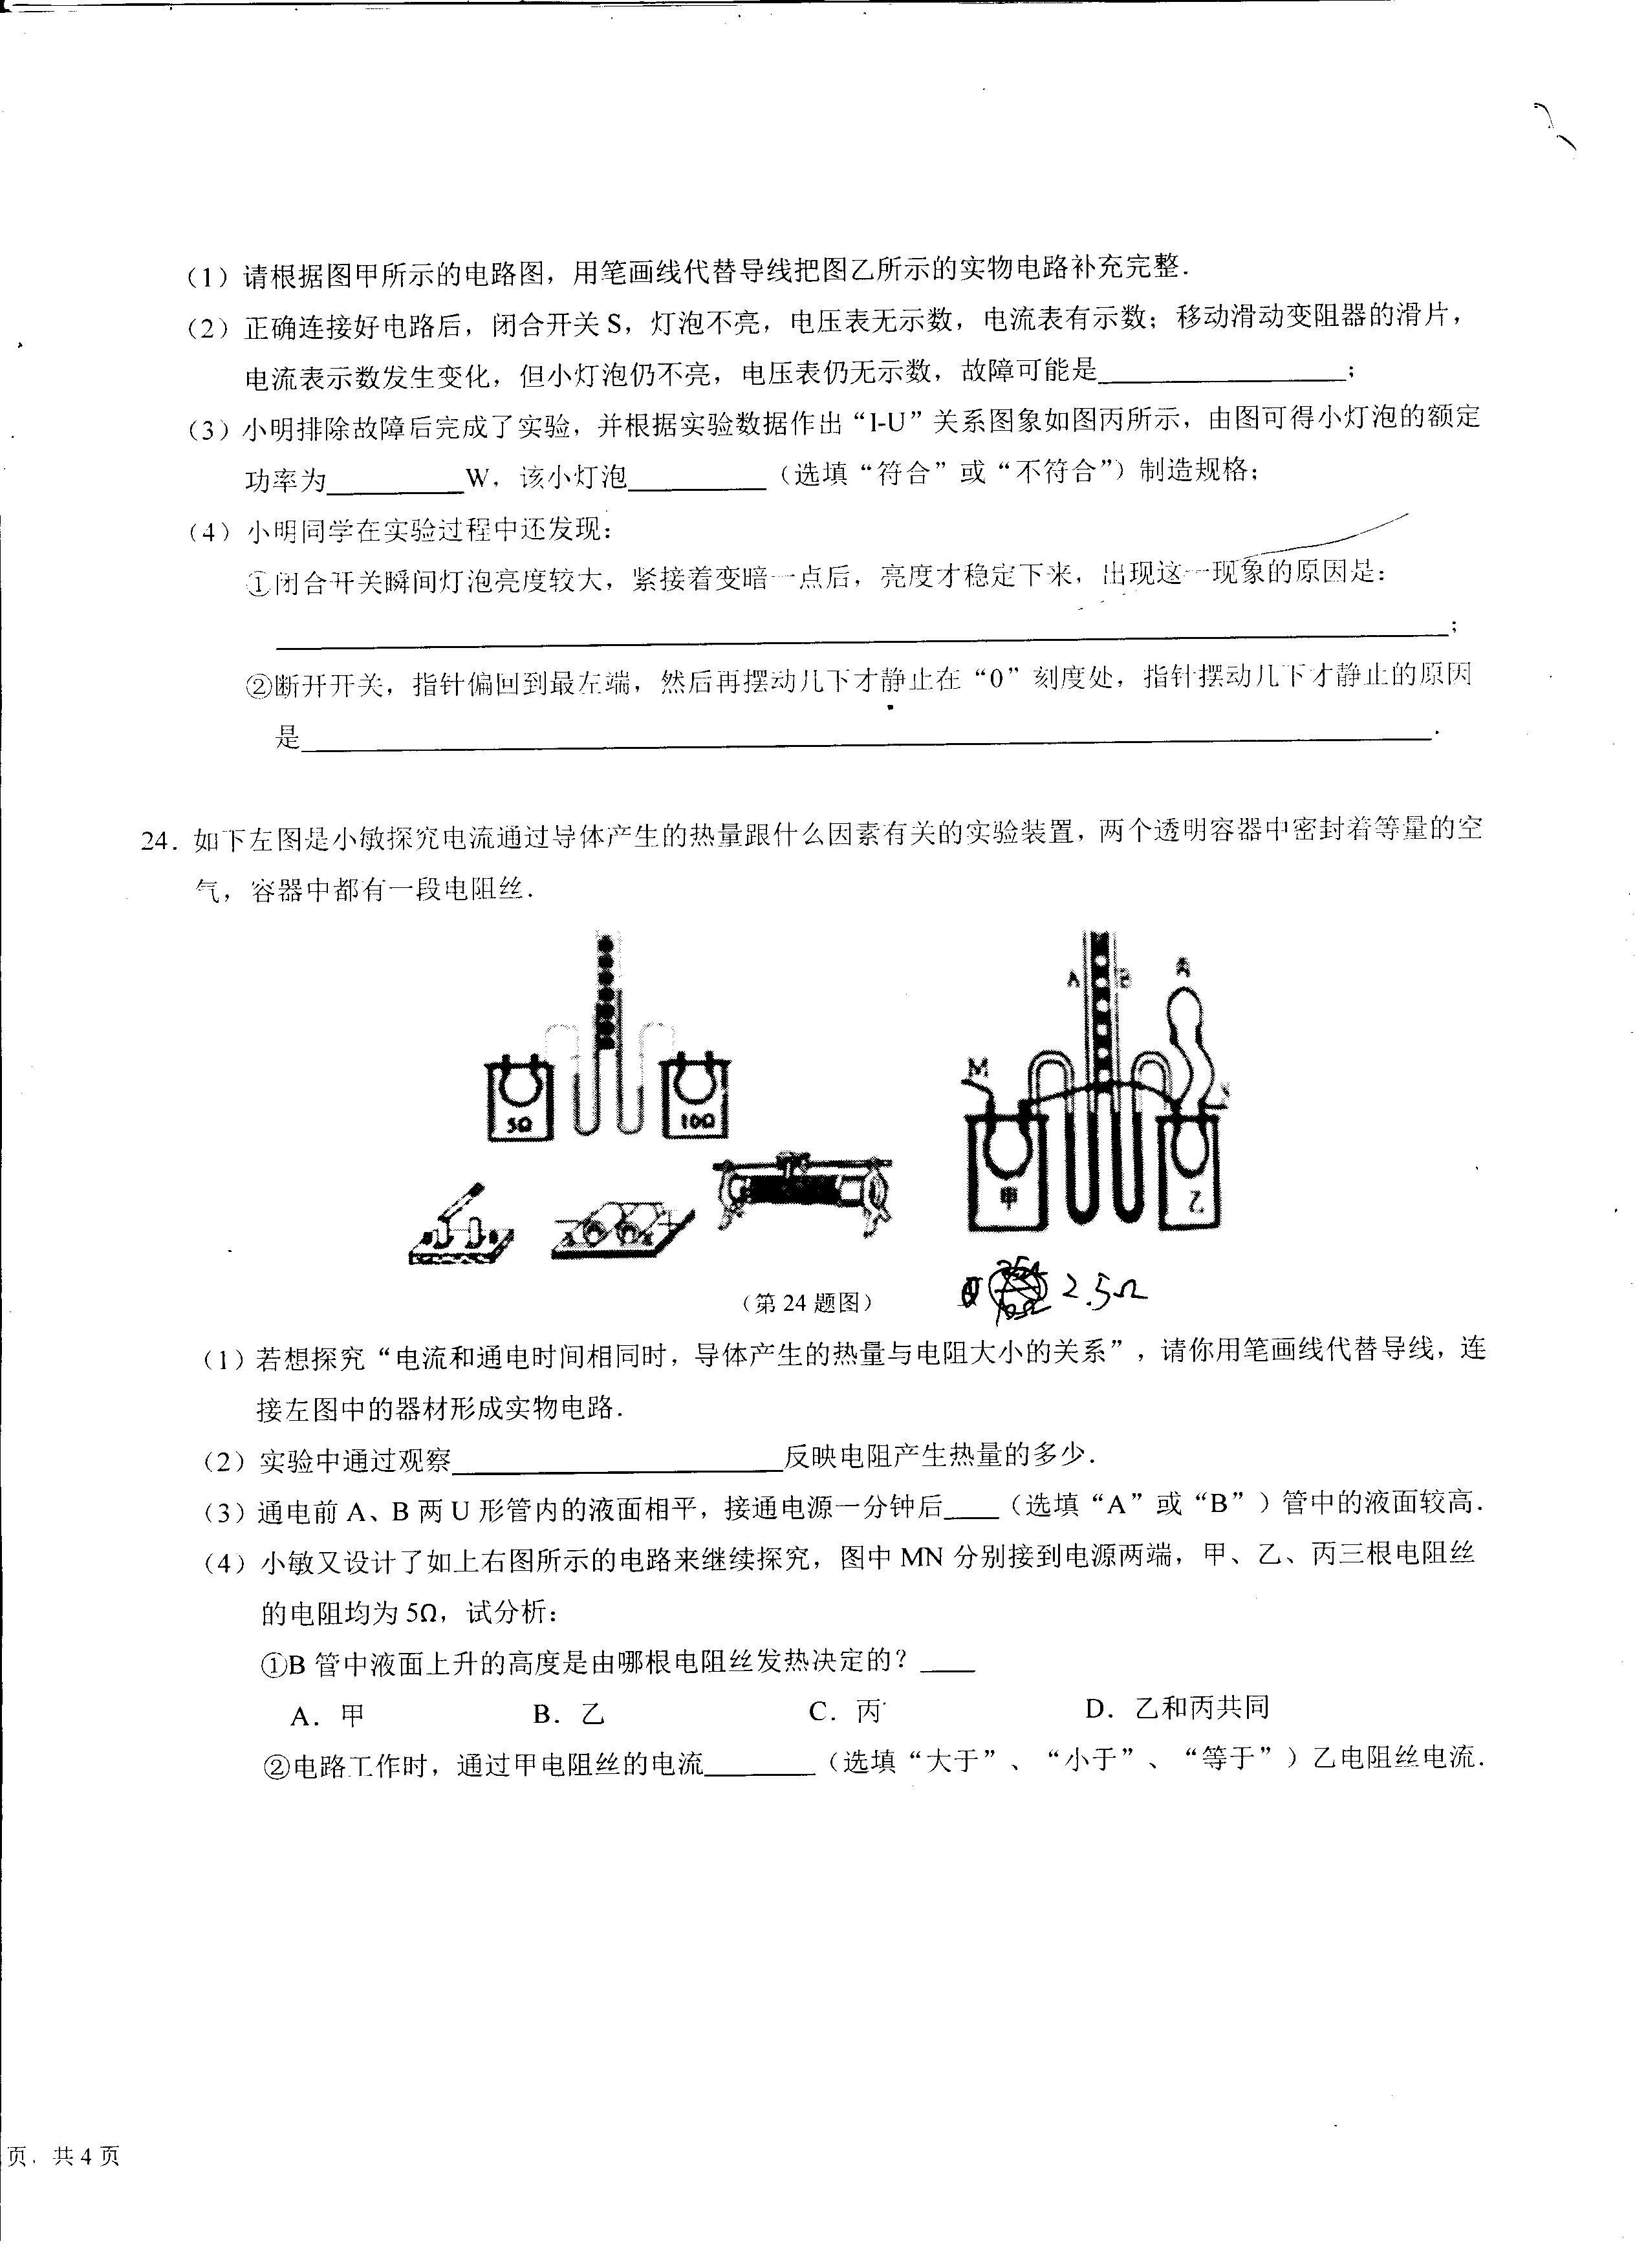 (1) 请根据图甲所示的电路图，用笔画线代替导线把图乙所示的实物电路补充完整．
(2) 正确连接好电路后，闭合开关 S，灯泡不亮，电压表无示数，电流表有示数；移动滑动变阻器的滑片，
电流表示数发生变化，但小灯泡仍不亮，电压表仍无示数，故障可能是__________；
(3) 小明排除故障后完成了实验，并根据实验数据作出“I-U”关系图象如图丙所示，由图可得小灯泡的额定
功率为______W，该小灯泡______（选填“符合”或“不符合”）制造规格；
(4) 小明同学在实验过程中还发现：
①闭合开关瞬间灯泡亮度较大，紧接着变暗一点后，亮度才稳定下来，出现这一现象的原因是：
____________________；
②断开开关，指针偏回到最左端，然后再摆动几下才静止在“0”刻度处，指针摆动几下才静止的原因
是____________________．
24．如下左图是小敏探究电流通过导体产生的热量跟什么因素有关的实验装置，两个透明容器中密封着等量的空
气，容器中都有一段电阻丝．
A B 丙
M N
5Ω 10Ω
甲 乙
2.5Ω
（第 24 题图）
(1) 若想探究“电流和通电时间相同时，导体产生的热量与电阻大小的关系”，请你用笔画线代替导线，连
接左图中的器材形成实物电路．
(2) 实验中通过观察____________反映电阻产生热量的多少．
(3) 通电前 A、B 两 U 形管内的液面相平，接通电源一分钟后____（选填“A”或“B”）管中的液面较高．
(4) 小敏又设计了如上右图所示的电路来继续探究，图中 MN 分别接到电源两端，甲、乙、丙三根电阻丝
的电阻均为 5Ω，试分析：
①B 管中液面上升的高度是由哪根电阻丝发热决定的？____
A．甲 B．乙 C．丙 D．乙和丙共同
②电路工作时，通过甲电阻丝的电流______（选填“大于”、“小于”、“等于”）乙电阻丝电流．
页，共 4 页